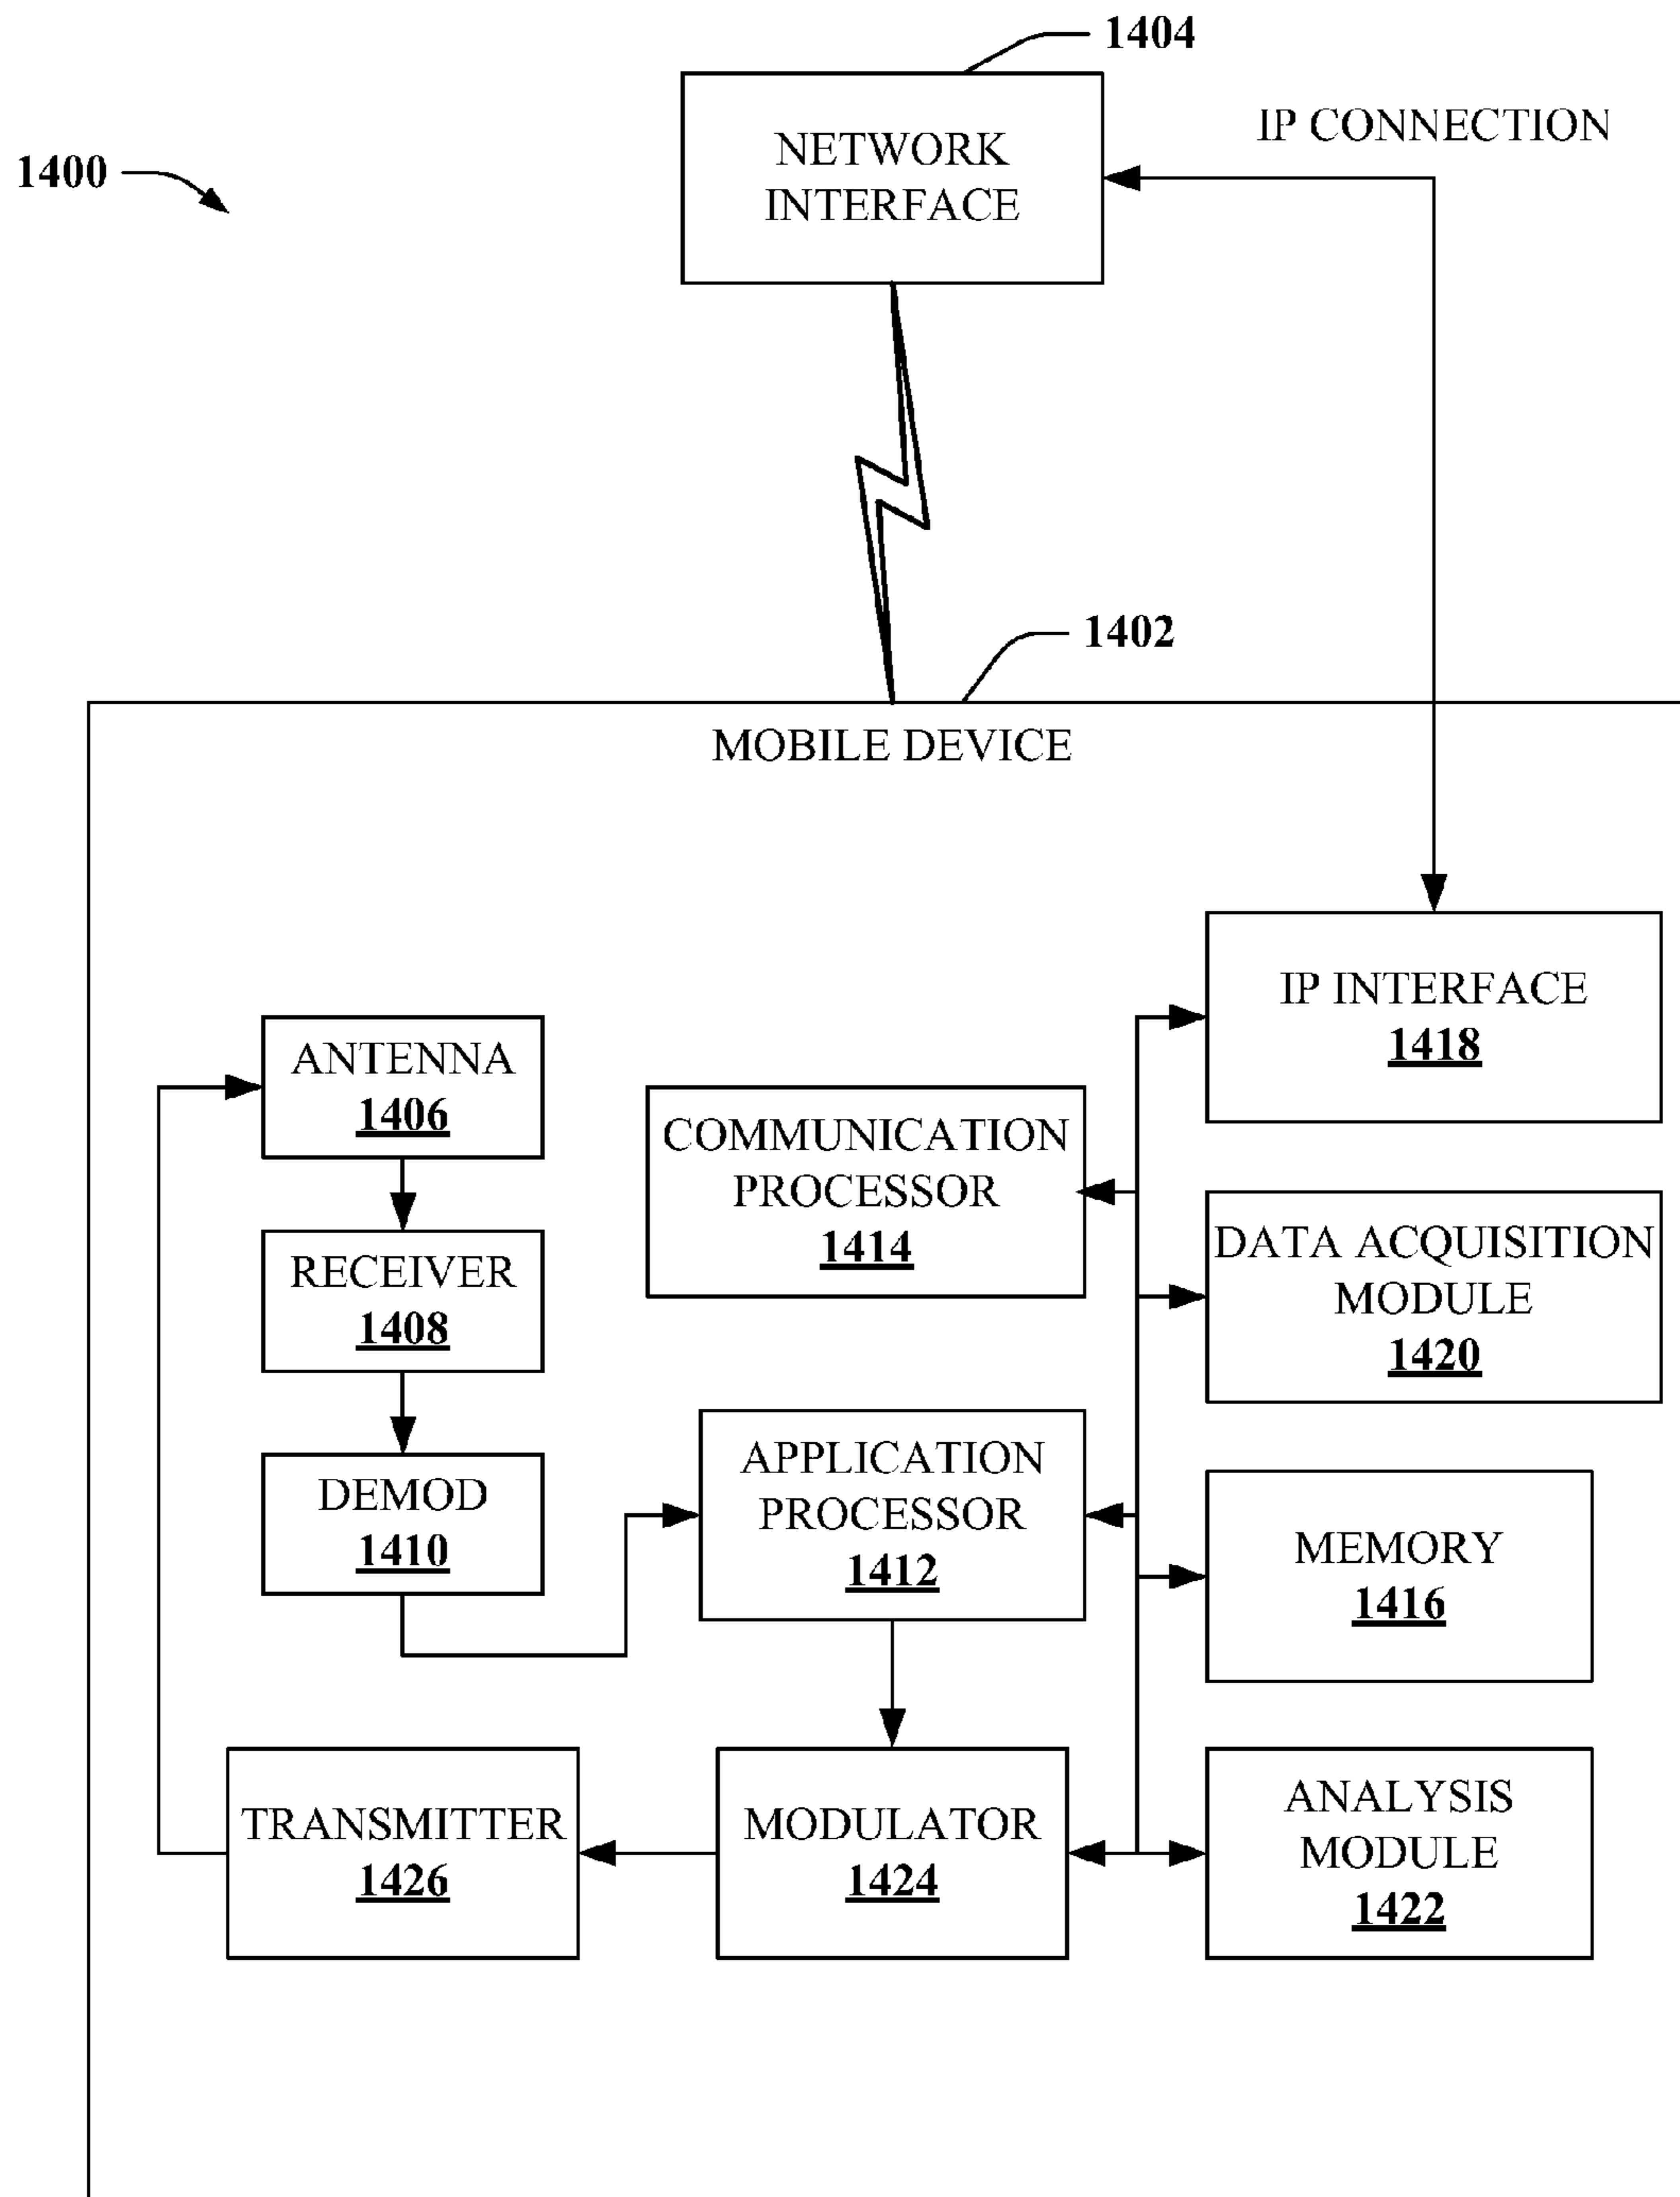 1404
NETWORK
INTERFACE
IP CONNECTION
1400
1402
MOBILE DEVICE
IP INTERFACE
1418
ANTENNA
1406
COMMUNICATION
PROCESSOR
1414
DATA ACQUISITION
MODULE
1420
RECEIVER
1408
APPLICATION
PROCESSOR
1412
DEMOD
1410
MEMORY
1416
TRANSMITTER
1426
MODULATOR
1424
ANALYSIS
MODULE
1422